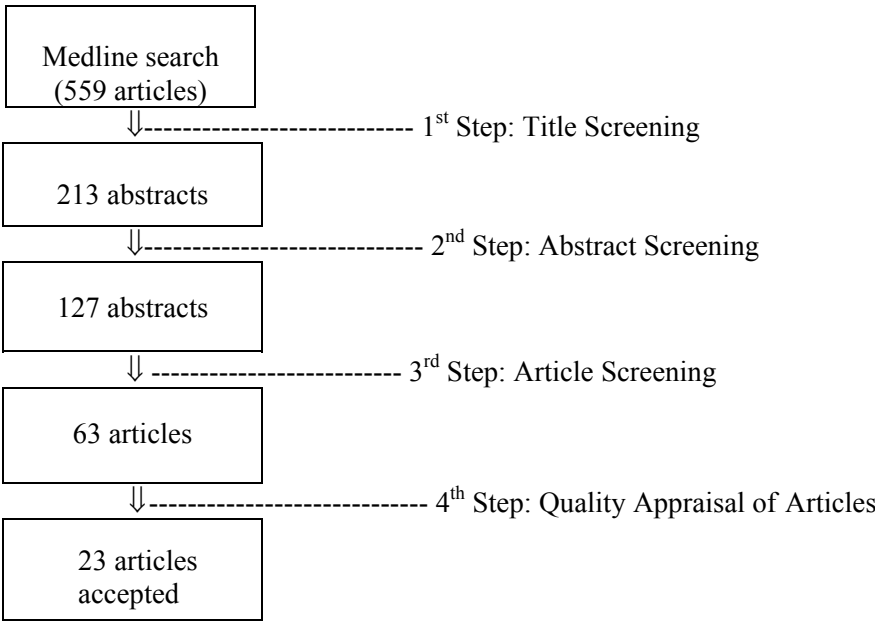 Medline search
(559 articles)
⇓--------------------------- 1st Step: Title Screening
213 abstracts
⇓---------------------------- 2nd Step: Abstract Screening
127 abstracts
⇓ ------------------------- 3rd Step: Article Screening
63 articles
⇓---------------------------- 4th Step: Quality Appraisal of Articles
23 articles
accepted